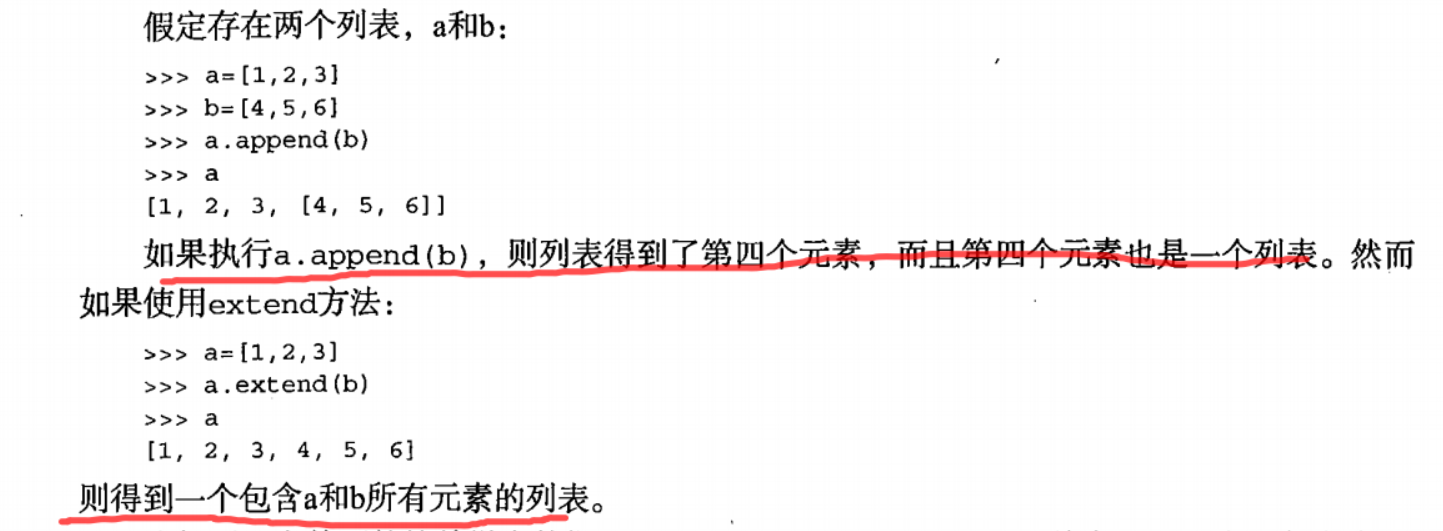 假定存在两个列表，a和b：
>>> a=[1,2,3]
>>> b=[4,5,6]
>>> a.append(b)
>>> a
[1, 2, 3, [4, 5, 6]]
如果执行a.append(b)，则列表得到了第四个元素，而且第四个元素也是一个列表。然而
如果使用extend方法：
>>> a=[1,2,3]
>>> a.extend(b)
>>> a
[1, 2, 3, 4, 5, 6]
则得到一个包含a和b所有元素的列表。